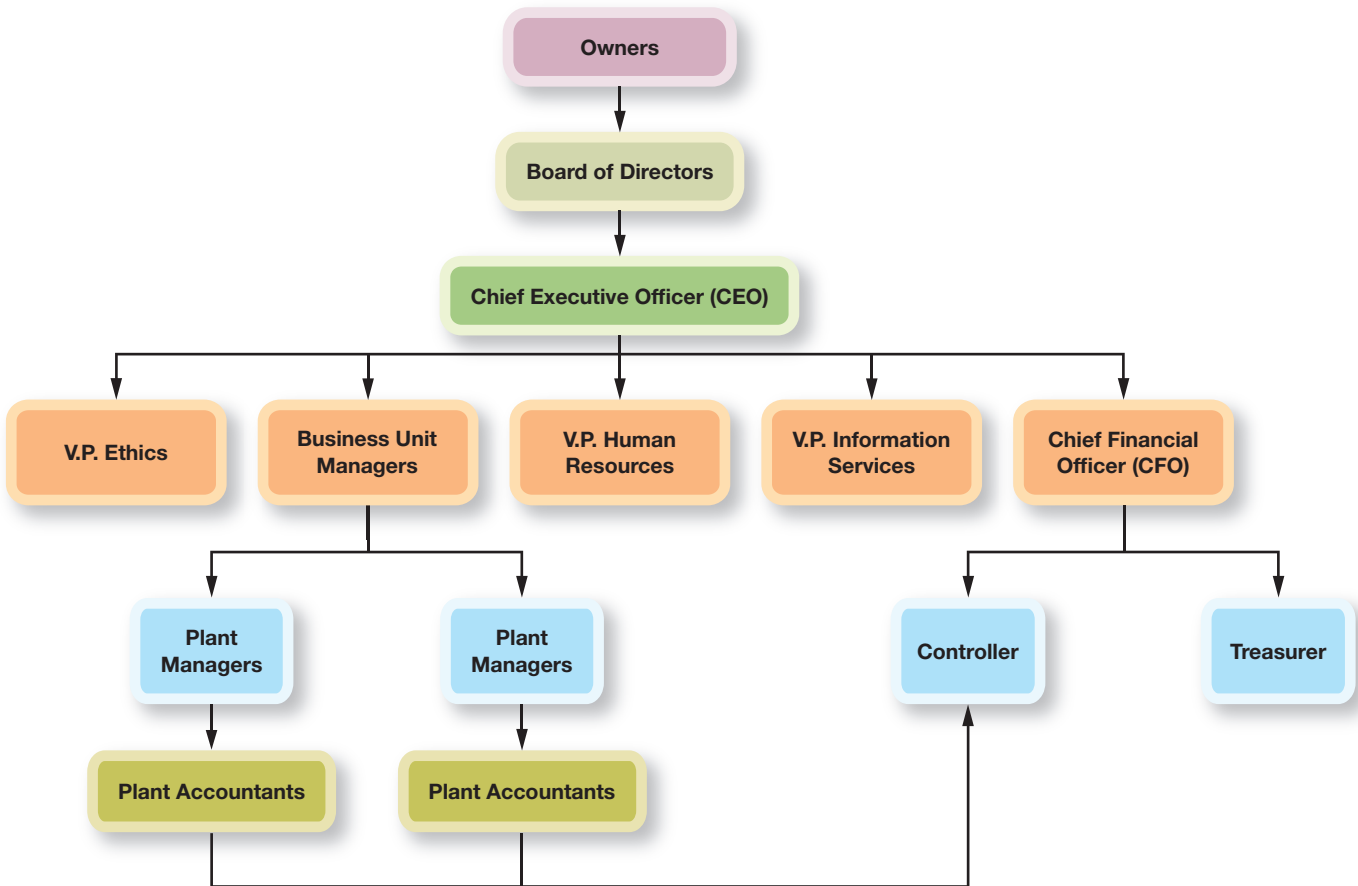 Owners
Board of Directors
Chief Executive Officer (CEO)
V.P. Ethics
Business Unit
Managers
V.P. Human
Resources
V.P. Information
Services
Chief Financial
Officer (CFO)
Plant
Managers
Plant
Managers
Controller
Treasurer
Plant Accountants
Plant Accountants